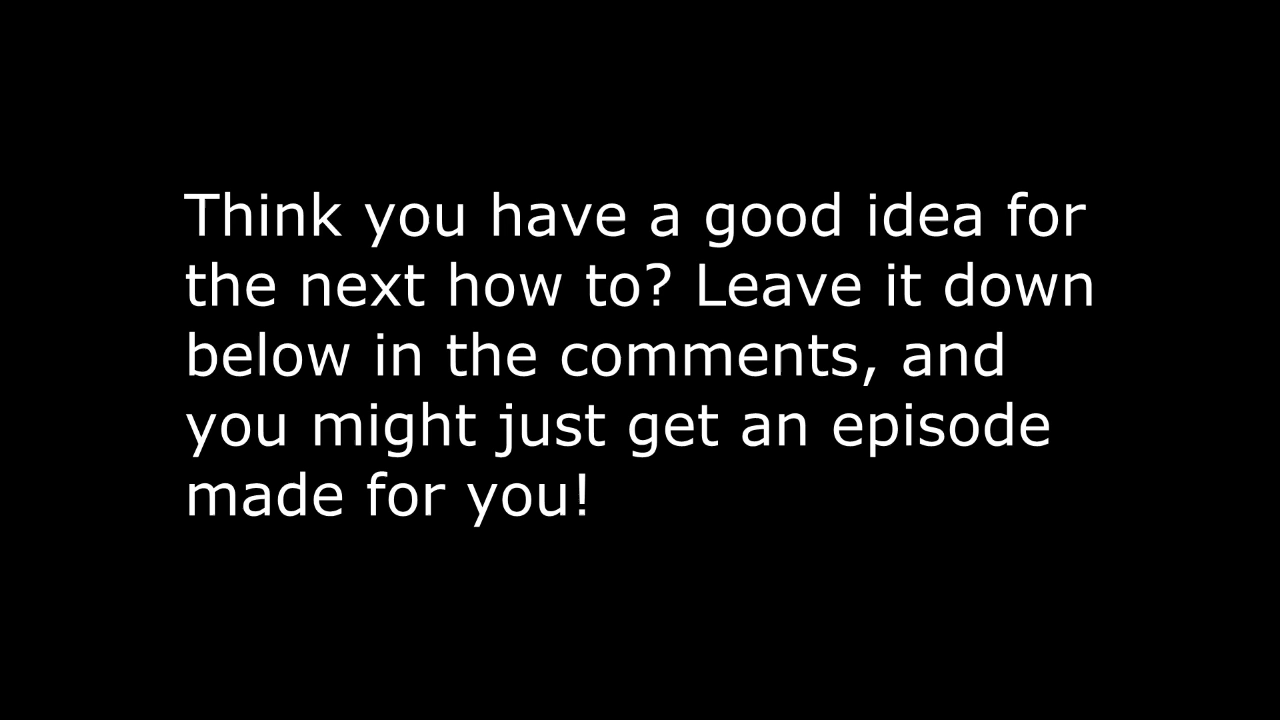 Think you have a good idea for
the next how to? Leave it down
below in the comments, and
you might just get an episode
made for you!